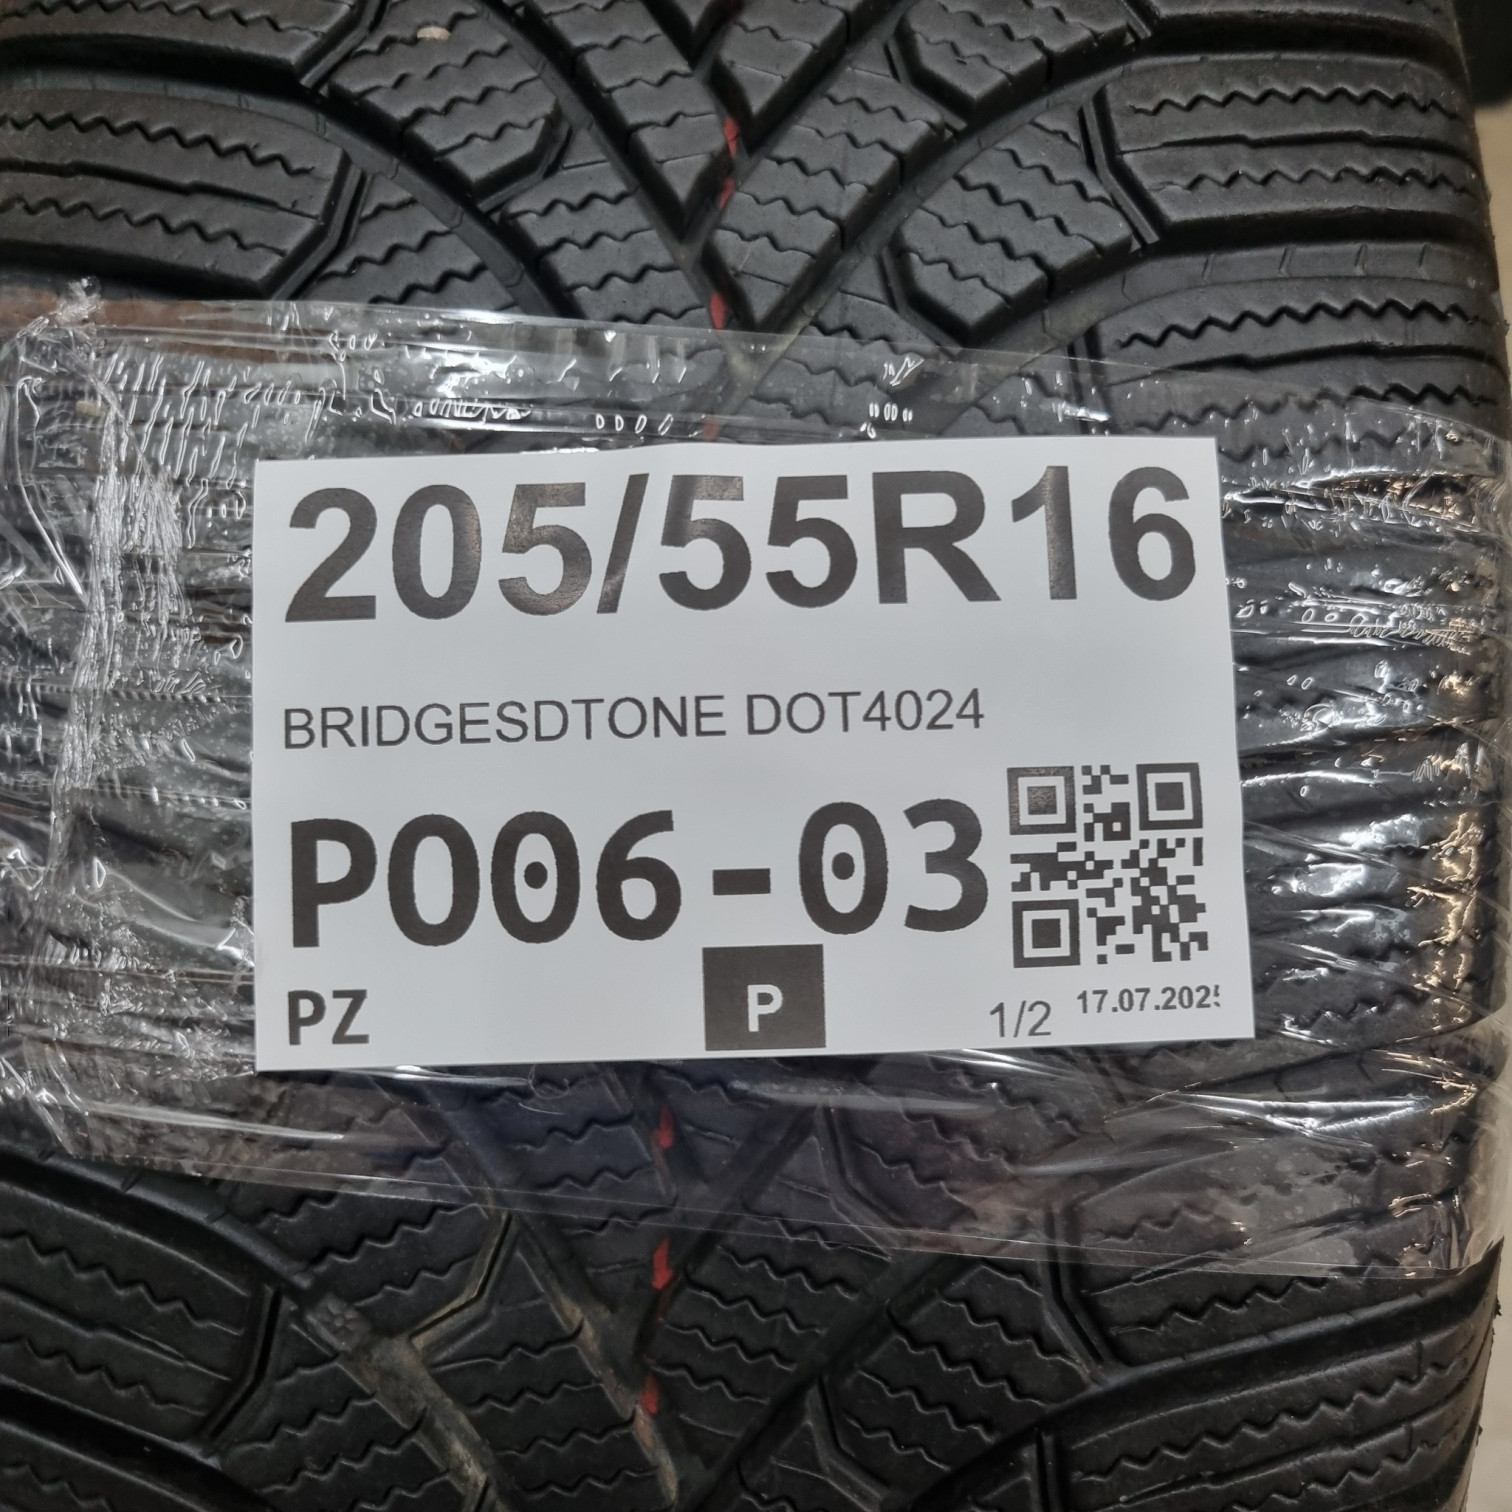 205/55R16
BRIDGESDTONE DOT4024
P006-03
PZ
P
1/2
17.07.2025